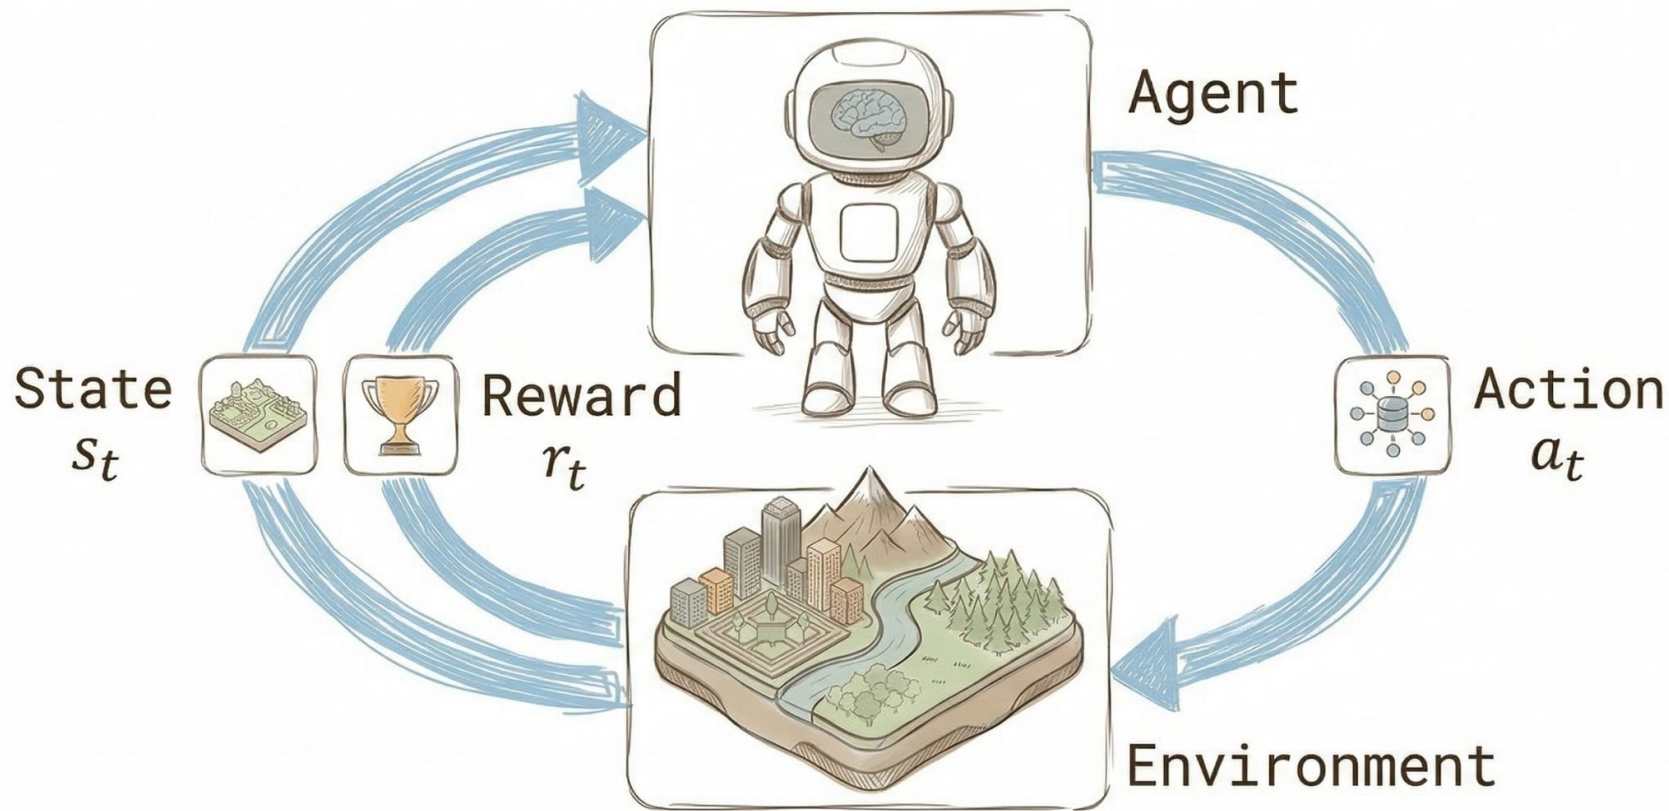 Agent
State
s_t
Reward
r_t
Action
a_t
Environment